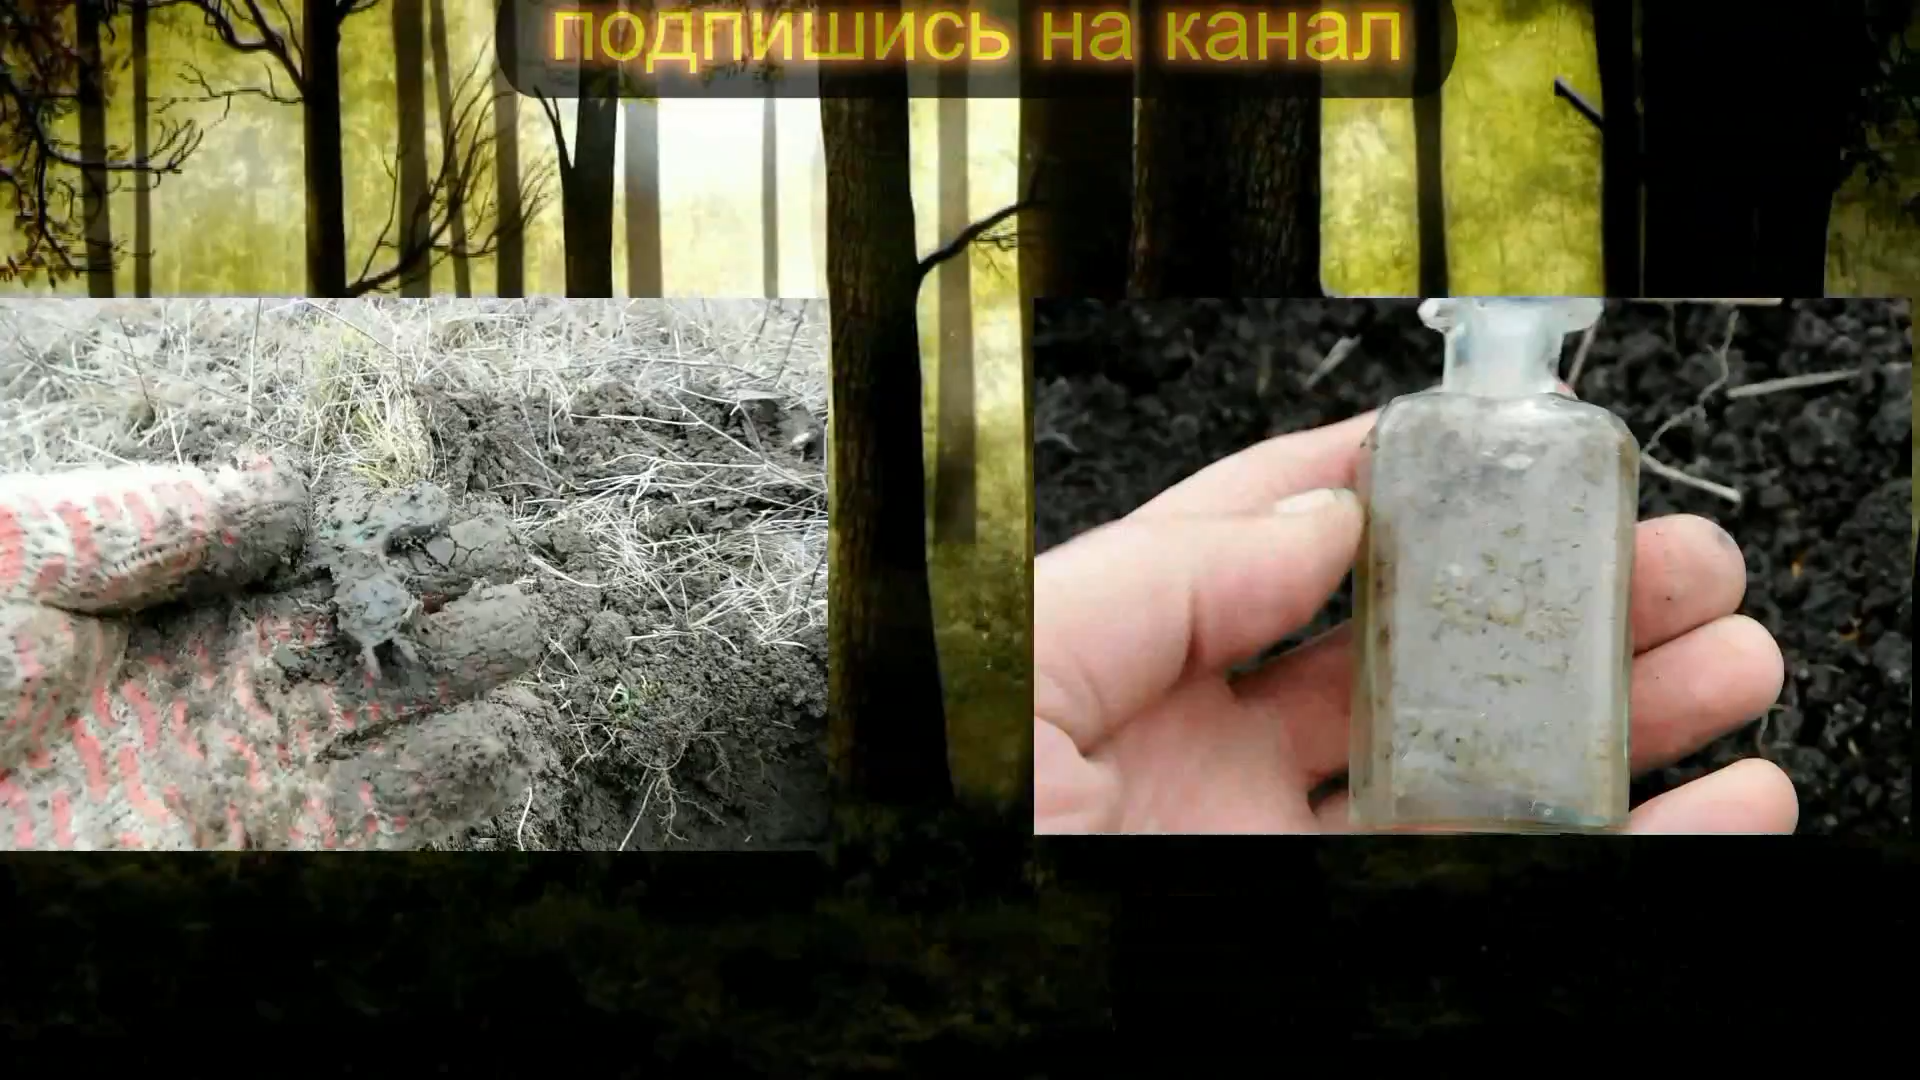 подпишись на канал